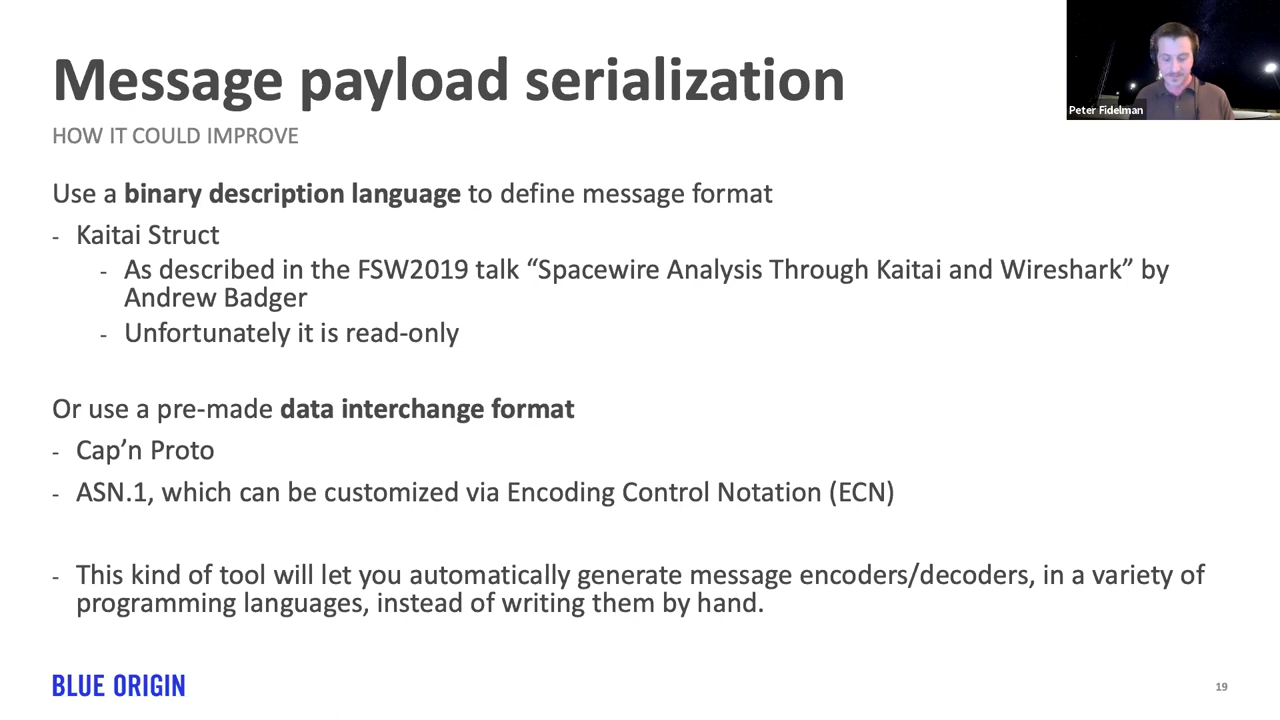 Message payload serialization
Peter Fidelman
HOW IT COULD IMPROVE
Use a binary description language to define message format
- Kaitai Struct
- As described in the FSW2019 talk “Spacewire Analysis Through Kaitai and Wireshark” by
Andrew Badger
- Unfortunately it is read-only
Or use a pre-made data interchange format
- Cap’n Proto
- ASN.1, which can be customized via Encoding Control Notation (ECN)
- This kind of tool will let you automatically generate message encoders/decoders, in a variety of
programming languages, instead of writing them by hand.
BLUE ORIGIN
19